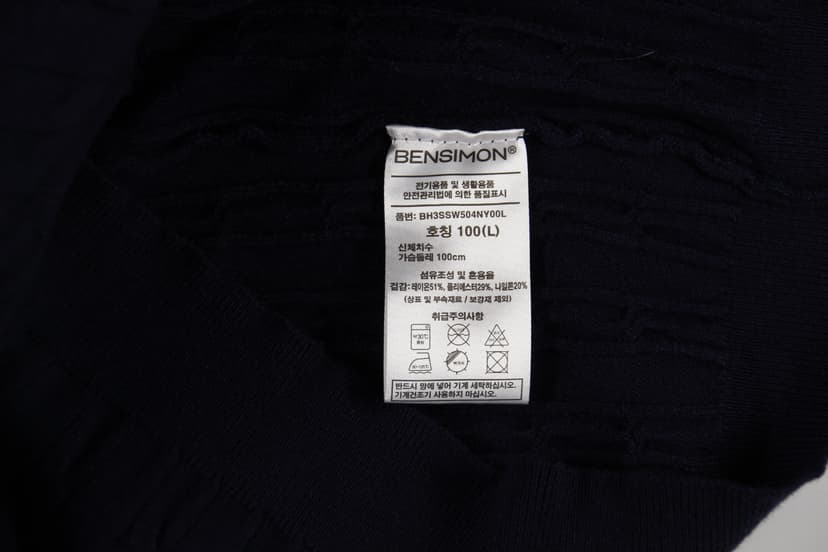 BENSIMON®
전기용품 및 생활용품
안전관리법에 의한 품질표시
품번: BH3SSW504NY00L
호칭 100(L)
신체치수
가슴둘레 100cm
섬유조성 및 혼용율
겉감: 레이온51%, 폴리에스터29%, 나일론20%
(상표 및 부속재료 / 보강재 제외)
취급주의사항
반드시 망에 넣어 기계 세탁하십시오.
기계건조기 사용하지 마십시오.